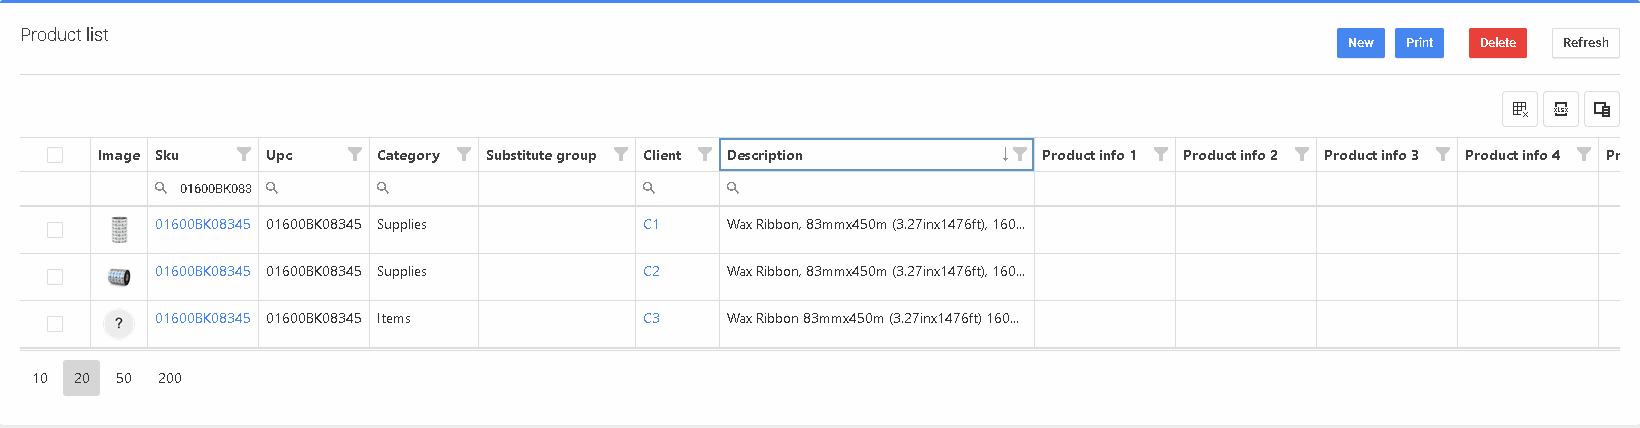 Product list
New Print Delete Refresh
XLSX
Image Sku Upc Category Substitute group Client Description Product info 1 Product info 2 Product info 3 Product info 4 Pr
01600BK083
01600BK08345 01600BK08345 Supplies C1 Wax Ribbon, 83mmx450m (3.27inx1476ft), 160...
01600BK08345 01600BK08345 Supplies C2 Wax Ribbon, 83mmx450m (3.27inx1476ft), 160...
? 01600BK08345 01600BK08345 Items C3 Wax Ribbon 83mmx450m (3.27inx1476ft) 160...
10 20 50 200